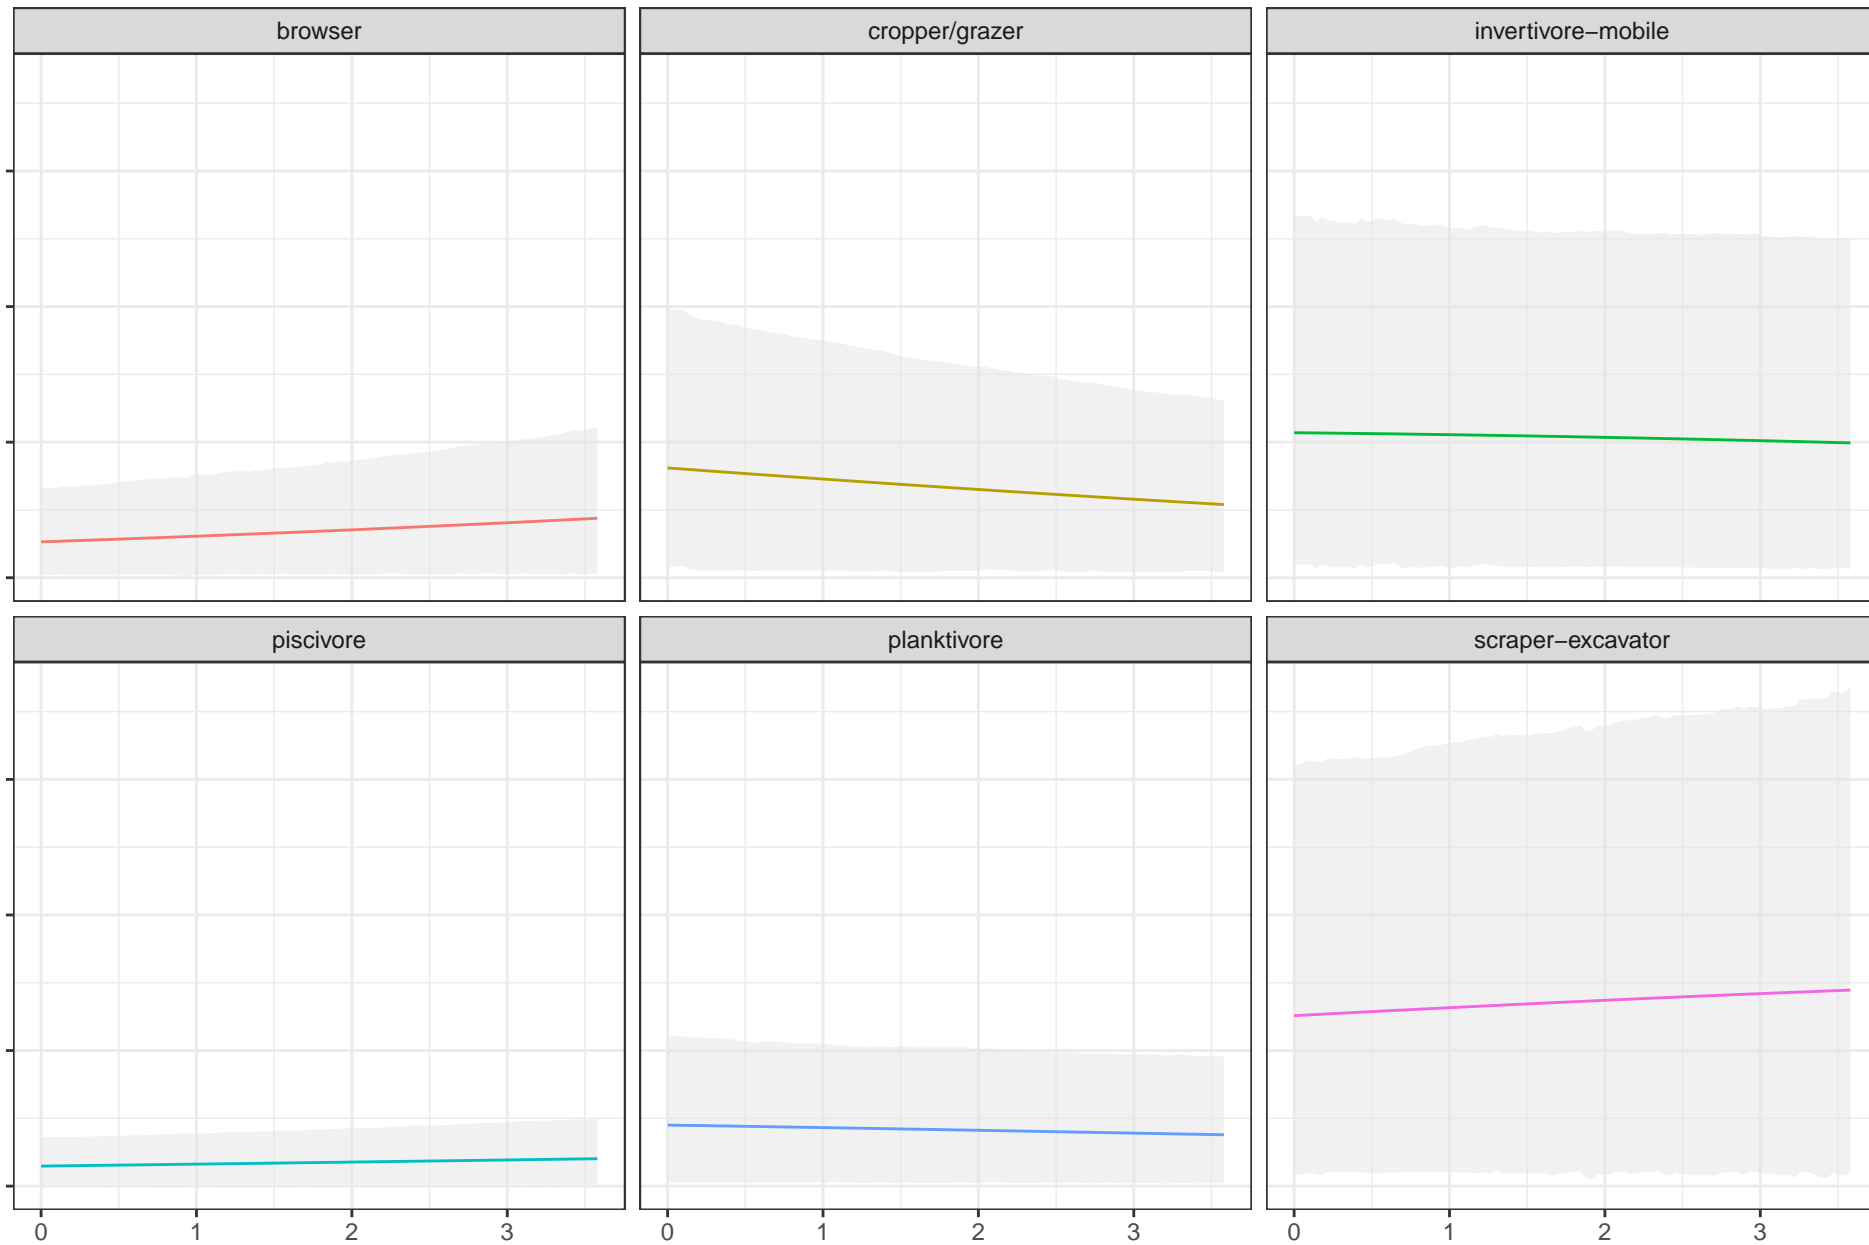 browser cropper/grazer invertivore−mobile
piscivore planktivore scraper−excavator
0 1 2 3 0 1 2 3 0 1 2 3